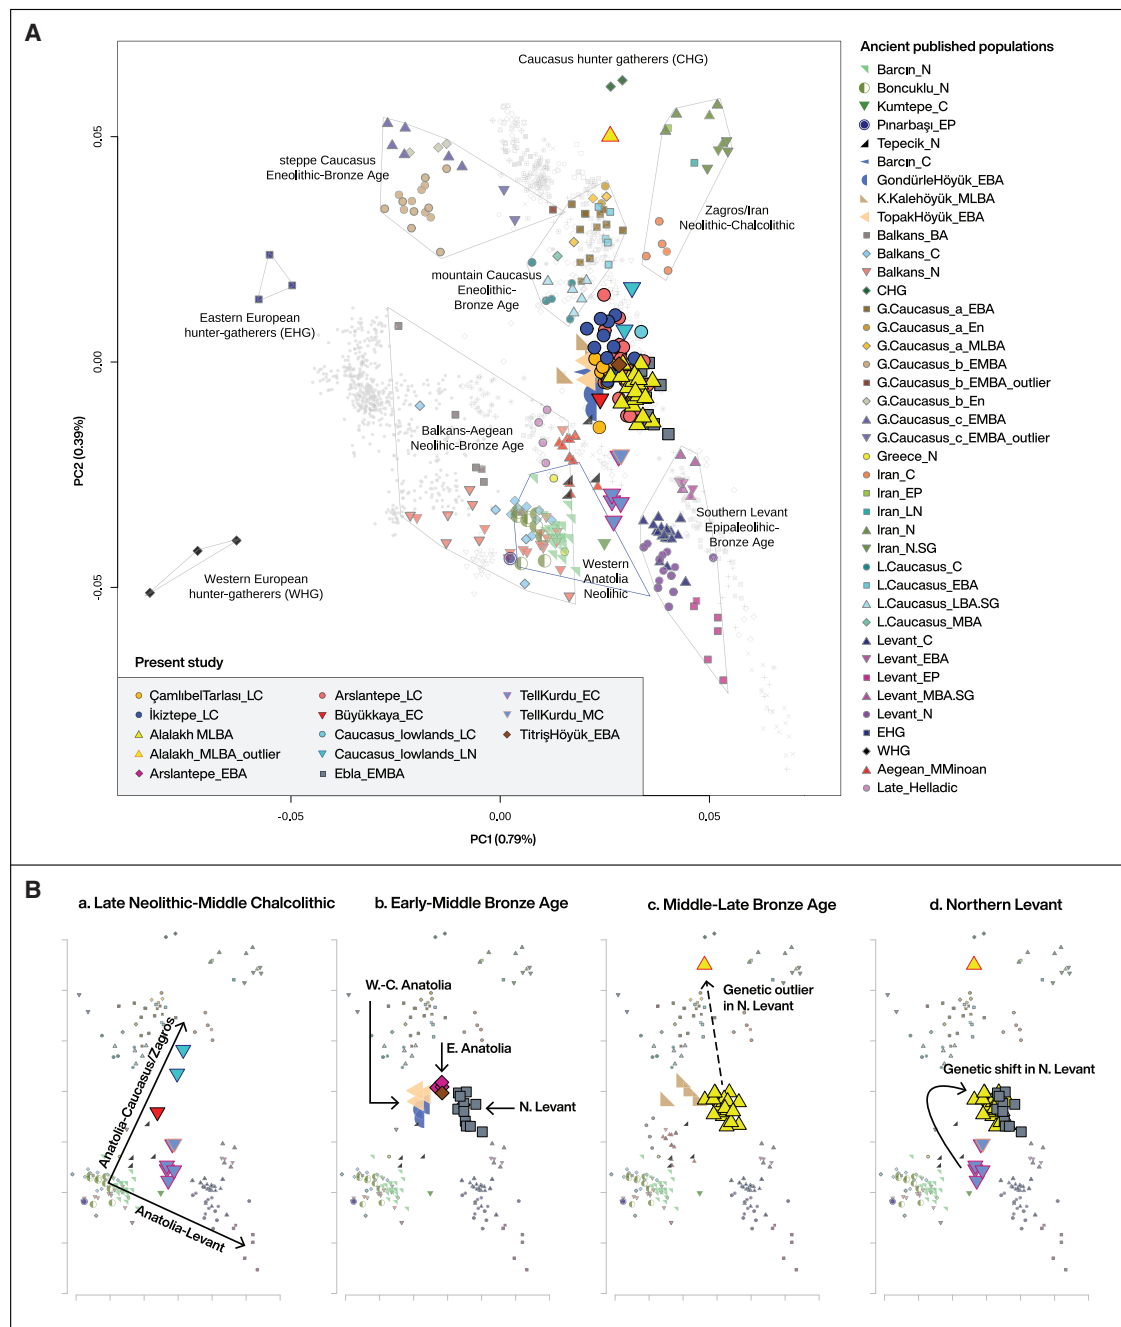 A
Caucasus hunter gatherers (CHG)
steppe Caucasus
Eneolithic-Bronze Age
Zagros/Iran
Neolithic-Chalcolithic
mountain Caucasus
Eneolithic-
Bronze Age
Eastern European
hunter-gatherers (EHG)
Balkans-Aegean
Neolihic-Bronze Age
Southern Levant
Epipaleolihic-
Bronze Age
Western
Anatolia
Neolihic
Western European
hunter-gatherers (WHG)
0.05
0.00
-0.05
PC2 (0.39%)
Present study
ÇamlıbelTarlası_LC
İkiztepe_LC
Alalakh MLBA
Alalakh_MLBA_outlier
Arslantepe_EBA
Arslantepe_LC
Büyükkaya_EC
Caucasus_lowlands_LC
Caucasus_lowlands_LN
Ebla_EMBA
TellKurdu_EC
TellKurdu_MC
TitrişHöyük_EBA
-0.05
0.00
0.05
PC1 (0.79%)
Ancient published populations
Barcın_N
Boncuklu_N
Kumtepe_C
Pınarbaşı_EP
Tepecik_N
Barcin_C
GondürleHöyük_EBA
K.Kalehöyük_MLBA
TopakHöyük_EBA
Balkans_BA
Balkans_C
Balkans_N
CHG
G.Caucasus_a_EBA
G.Caucasus_a_En
G.Caucasus_a_MLBA
G.Caucasus_b_EMBA
G.Caucasus_b_EMBA_outlier
G.Caucasus_b_En
G.Caucasus_c_EMBA
G.Caucasus_c_EMBA_outlier
Greece_N
Iran_C
Iran_EP
Iran_LN
Iran_N
Iran_N.SG
L.Caucasus_C
L.Caucasus_EBA
L.Caucasus_LBA.SG
L.Caucasus_MBA
Levant_C
Levant_EBA
Levant_EP
Levant_MBA.SG
Levant_N
EHG
WHG
Aegean_MMinoan
Late_Helladic
B
a. Late Neolithic-Middle Chalcolithic
Anatolia-Caucasus/Zagros
Anatolia-Levant
b. Early-Middle Bronze Age
W.-C. Anatolia
E. Anatolia
N. Levant
c. Middle-Late Bronze Age
Genetic outlier
in N. Levant
d. Northern Levant
Genetic shift in N. Levant